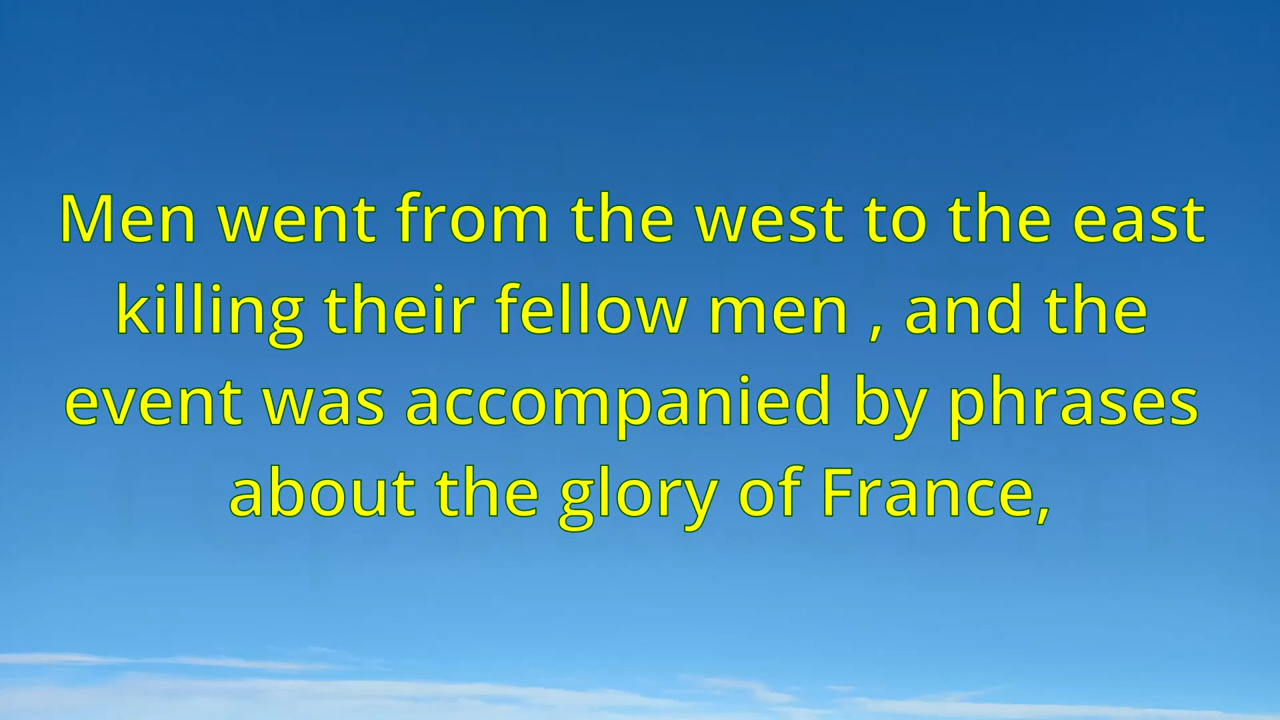 Men went from the west to the east
killing their fellow men , and the
event was accompanied by phrases
about the glory of France,